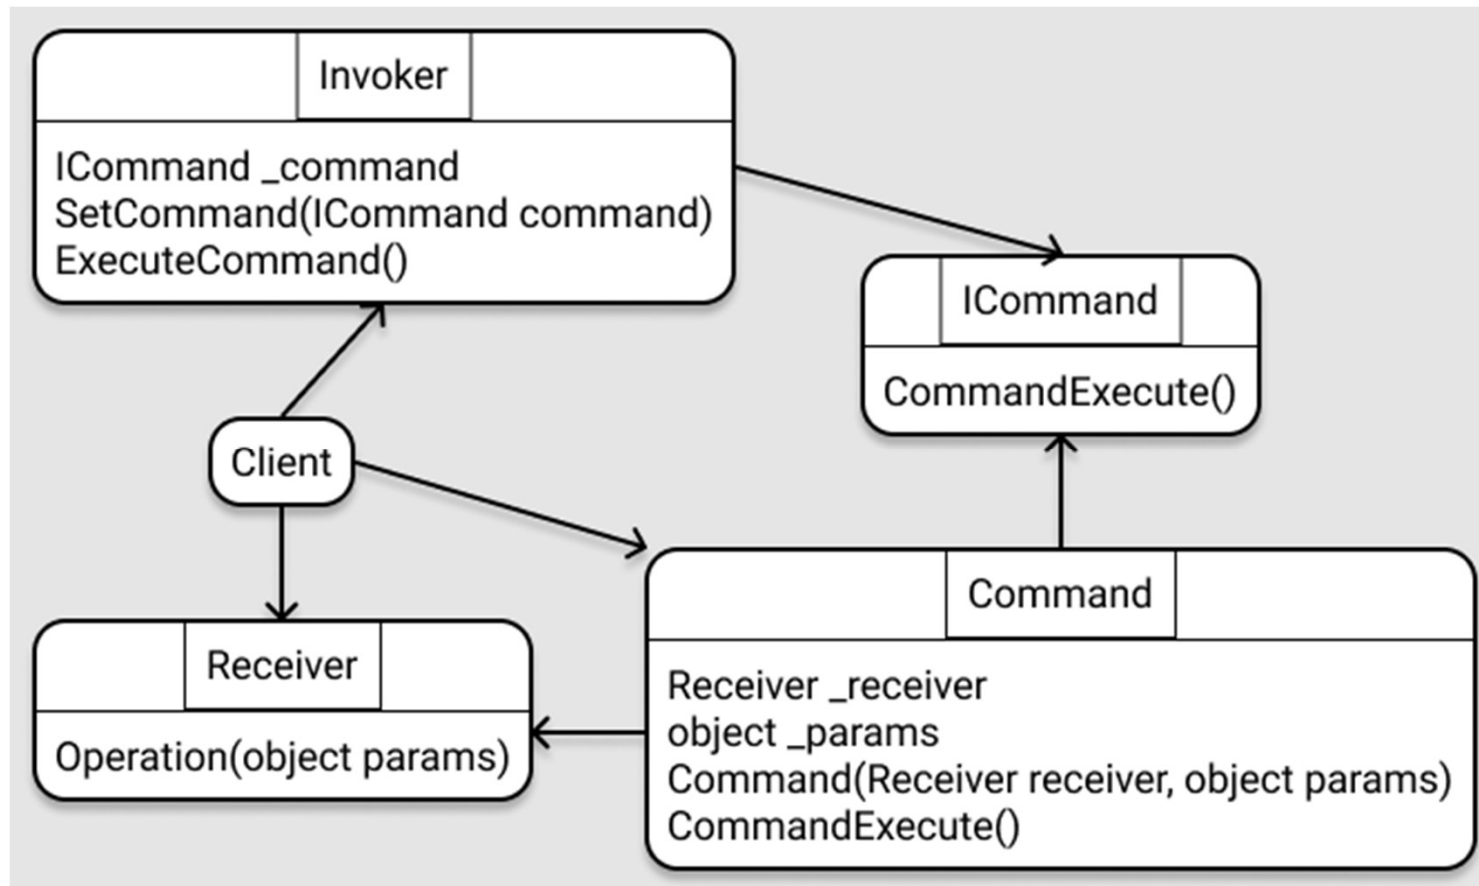 Invoker
ICommand _command
SetCommand(ICommand command)
ExecuteCommand()
ICommand
CommandExecute()
Client
Receiver
Operation(object params)
Command
Receiver _receiver
object _params
Command(Receiver receiver, object params)
CommandExecute()